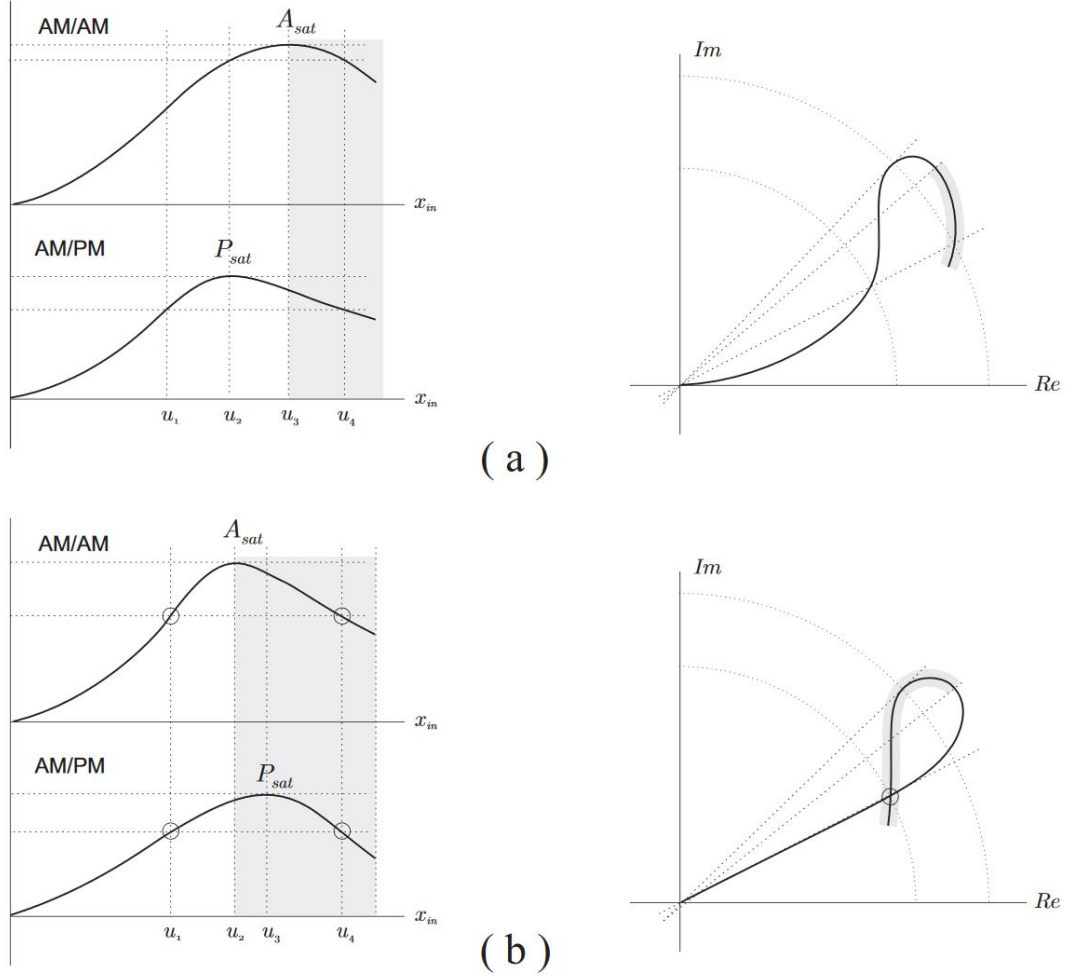 AM/AM
A_sat
x_in
AM/PM
P_sat
x_in
u_1 u_2 u_3 u_4
Im
Re
( a )
AM/AM
A_sat
x_in
AM/PM
P_sat
x_in
u_1 u_2 u_3 u_4
Im
Re
( b )